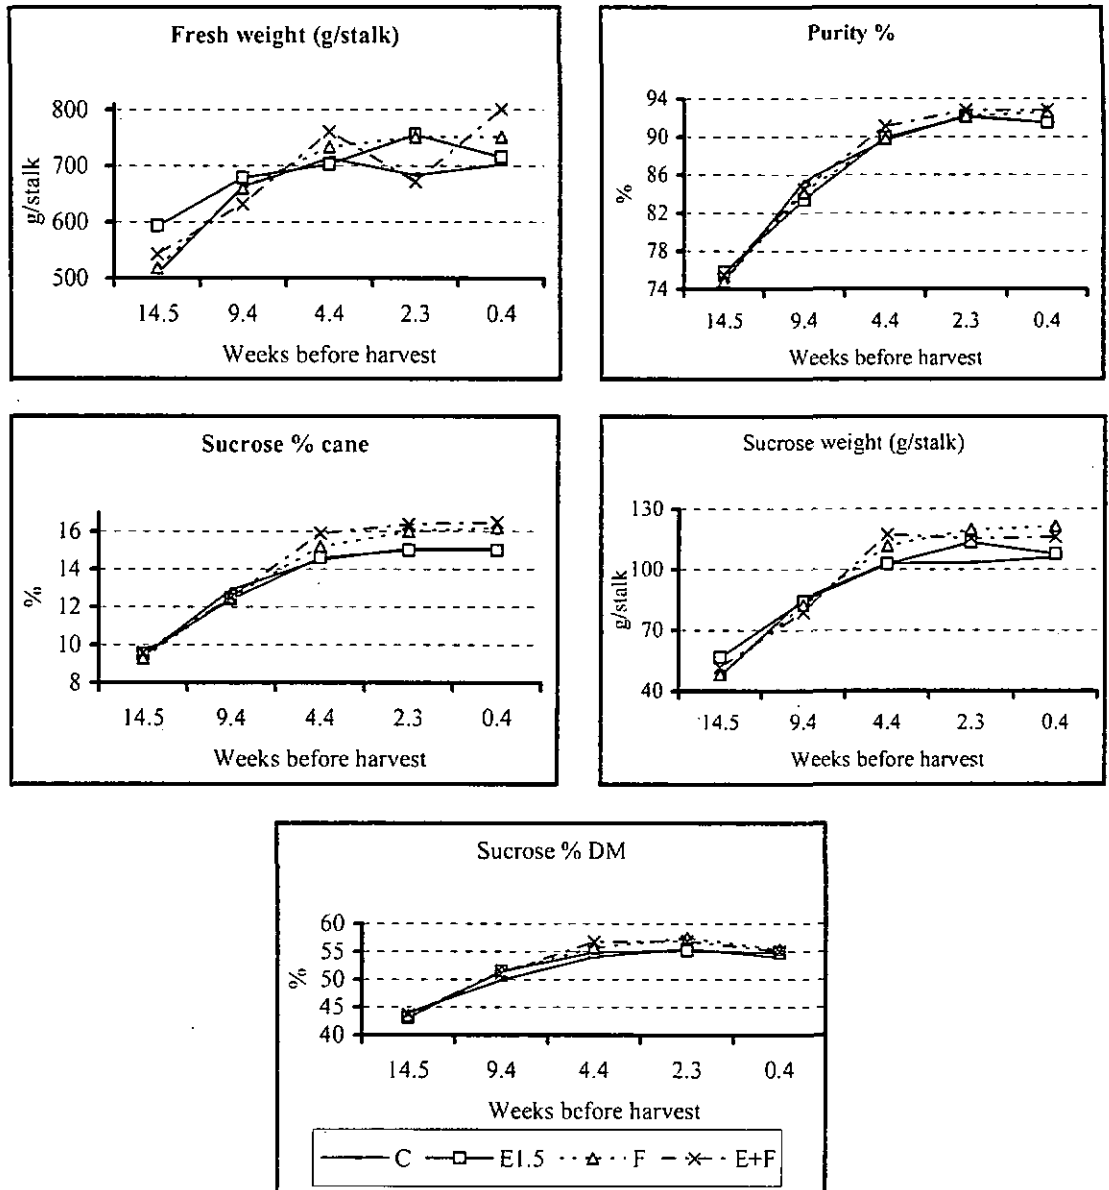 Fresh weight (g/stalk)
800
700
600
500
g/stalk
14.5 9.4 4.4 2.3 0.4
Weeks before harvest
Purity %
94
90
86
82
78
74
%
14.5 9.4 4.4 2.3 0.4
Weeks before harvest
Sucrose % cane
16
14
12
10
8
%
14.5 9.4 4.4 2.3 0.4
Weeks before harvest
Sucrose weight (g/stalk)
130
100
70
40
g/stalk
14.5 9.4 4.4 2.3 0.4
Weeks before harvest
Sucrose % DM
60
55
50
45
40
%
14.5 9.4 4.4 2.3 0.4
Weeks before harvest
C E1.5 F E+F